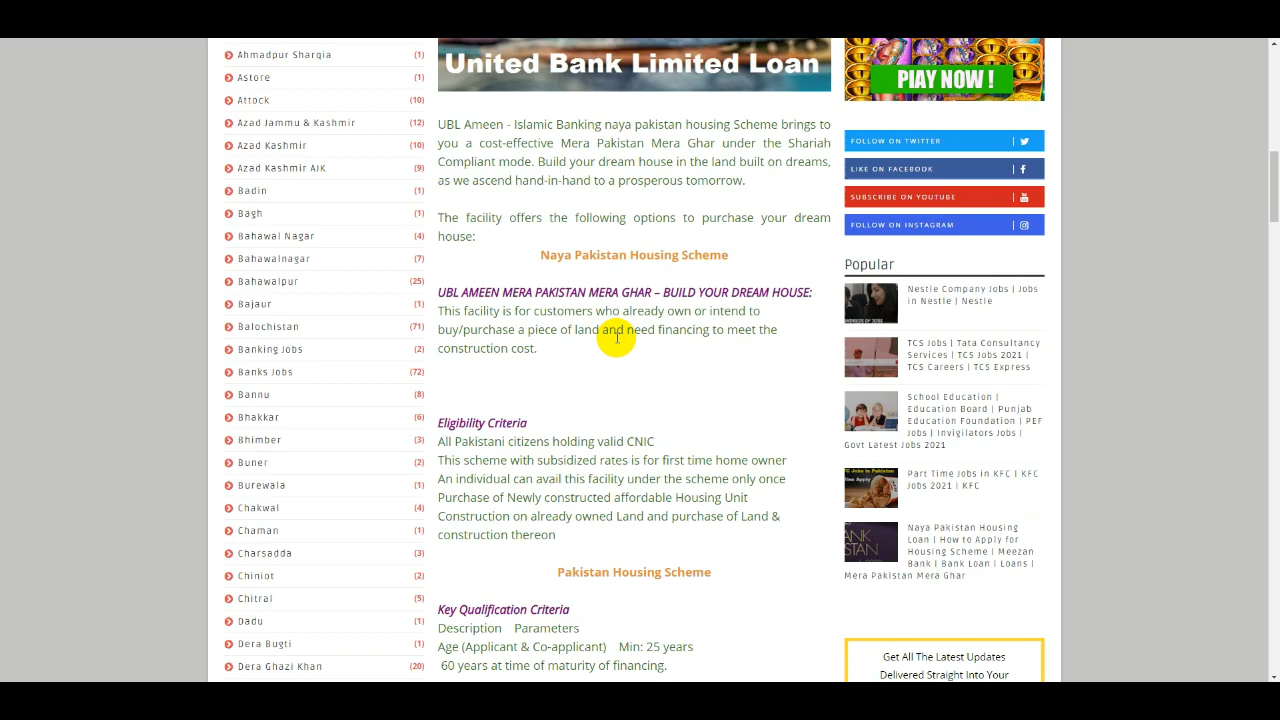 Ahmadpur Sharqia (1)
Astore (1)
Attock (10)
Azad Jammu & Kashmir (12)
Azad Kashmir (10)
Azad Kashmir AJK (9)
Badin (1)
Bagh (1)
Bahawal Nagar (4)
Bahawalnagar (7)
Bahawalpur (25)
Bajaur (1)
Balochistan (71)
Banking Jobs (2)
Banks Jobs (72)
Bannu (8)
Bhakkar (6)
Bhimber (3)
Buner (2)
Burewala (1)
Chakwal (4)
Chaman (1)
Charsadda (3)
Chiniot (2)
Chitral (5)
Dadu (1)
Dera Bugti (1)
Dera Ghazi Khan (20)
United Bank Limited Loan
UBL Ameen - Islamic Banking naya pakistan housing Scheme brings to
you a cost-effective Mera Pakistan Mera Ghar under the Shariah
Compliant mode. Build your dream house in the land built on dreams,
as we ascend hand-in-hand to a prosperous tomorrow.
The facility offers the following options to purchase your dream
house:
Naya Pakistan Housing Scheme
UBL AMEEN MERA PAKISTAN MERA GHAR – BUILD YOUR DREAM HOUSE:
This facility is for customers who already own or intend to
buy/purchase a piece of land and need financing to meet the
construction cost.
Eligibility Criteria
All Pakistani citizens holding valid CNIC
This scheme with subsidized rates is for first time home owner
An individual can avail this facility under the scheme only once
Purchase of Newly constructed affordable Housing Unit
Construction on already owned Land and purchase of Land &
construction thereon
Pakistan Housing Scheme
Key Qualification Criteria
Description Parameters
Age (Applicant & Co-applicant) Min: 25 years
60 years at time of maturity of financing.
PlAY NOW !
FOLLOW ON TWITTER
LIKE ON FACEBOOK
SUBSCRIBE ON YOUTUBE
FOLLOW ON INSTAGRAM
Popular
Nestle Company Jobs | Jobs
in Nestle | Nestle
TCS Jobs | Tata Consultancy
Services | TCS Jobs 2021 |
TCS Careers | TCS Express
School Education |
Education Board | Punjab
Education Foundation | PEF
Jobs | Invigilators Jobs |
Govt Latest Jobs 2021
Part Time Jobs in KFC | KFC
Jobs 2021 | KFC
Naya Pakistan Housing
Loan | How to Apply for
Housing Scheme | Meezan
Bank | Bank Loan | Loans |
Mera Pakistan Mera Ghar
Get All The Latest Updates
Delivered Straight Into Your